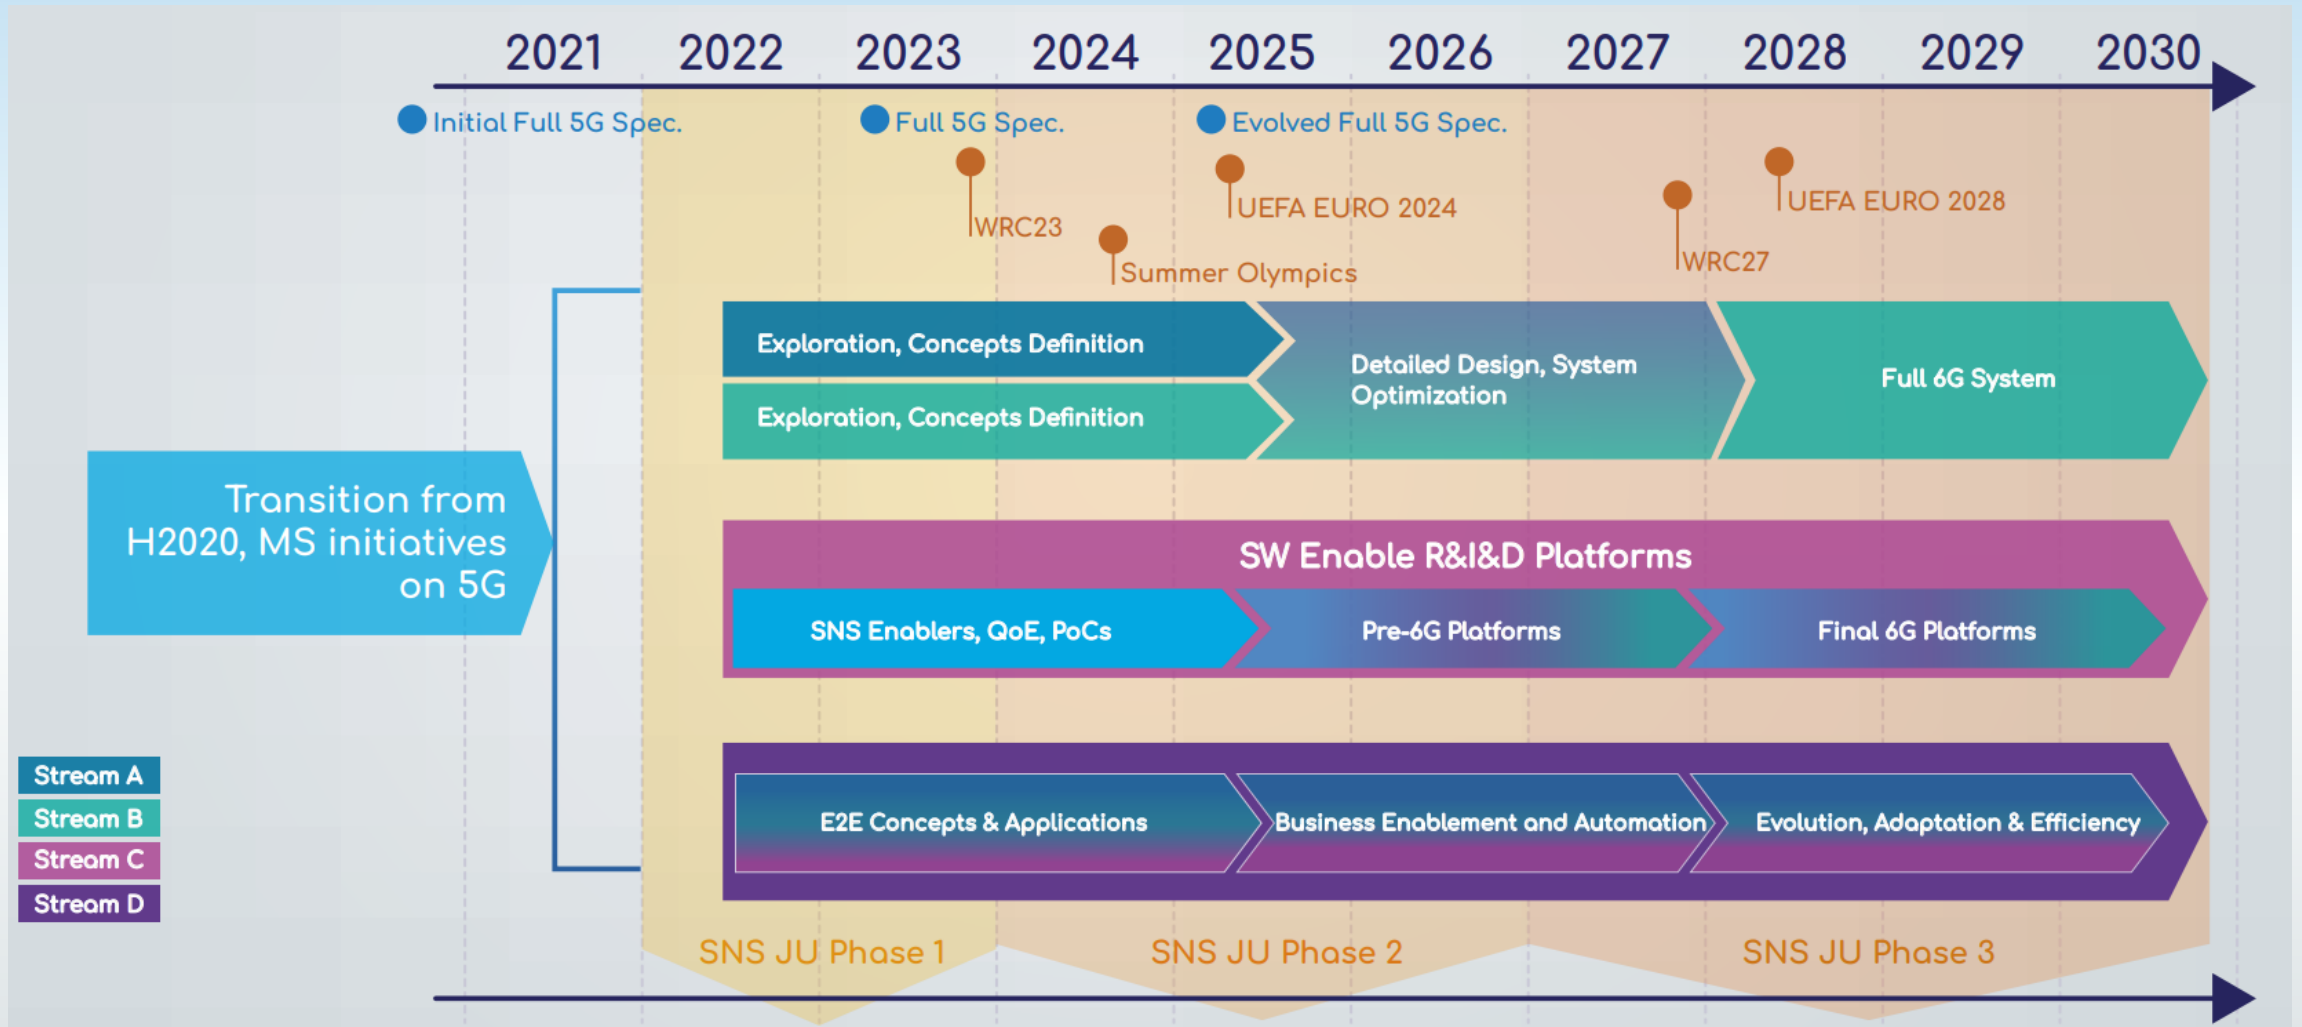 2021 2022 2023 2024 2025 2026 2027 2028 2029 2030
Initial Full 5G Spec. Full 5G Spec. Evolved Full 5G Spec.
WRC23
UEFA EURO 2024
UEFA EURO 2028
Summer Olympics
WRC27
Exploration, Concepts Definition
Exploration, Concepts Definition
Detailed Design, System
Optimization
Full 6G System
Transition from
H2020, MS initiatives
on 5G
SW Enable R&I&D Platforms
SNS Enablers, QoE, PoCs
Pre-6G Platforms
Final 6G Platforms
E2E Concepts & Applications
Business Enablement and Automation
Evolution, Adaptation & Efficiency
Stream A
Stream B
Stream C
Stream D
SNS JU Phase 1
SNS JU Phase 2
SNS JU Phase 3